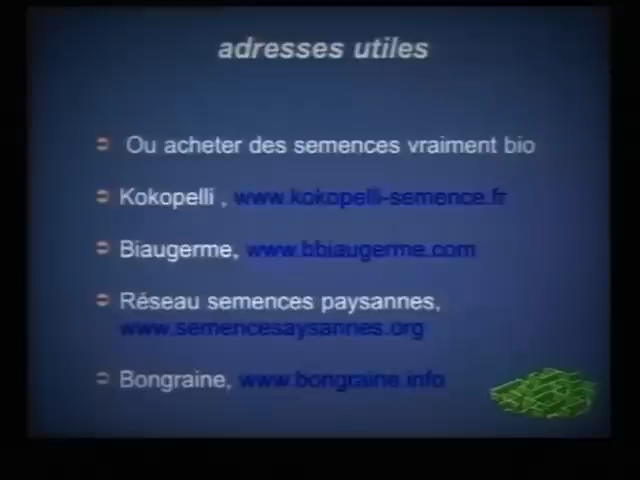 adresses utiles
Ou acheter des semences vraiment bio
Kokopelli , www.kokopelli-semence.fr
Biaugerme, www.bbiaugerme.com
Réseau semences paysannes,
www.semencesaysannes.org
Bongraine, www.bongraine.info